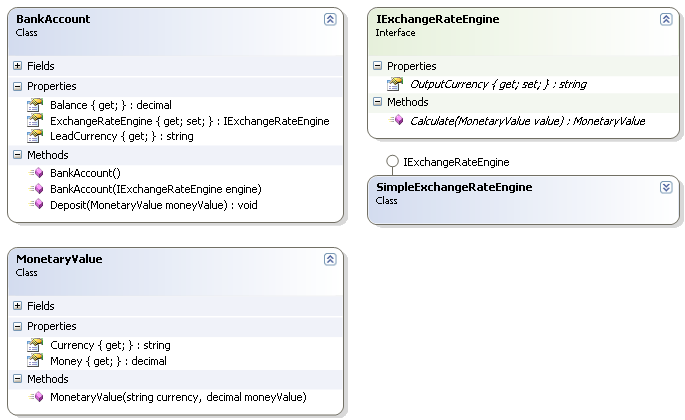 BankAccount
Class
Fields
Properties
Balance { get; } : decimal
ExchangeRateEngine { get; set; } : IExchangeRateEngine
LeadCurrency { get; } : string
Methods
BankAccount()
BankAccount(IExchangeRateEngine engine)
Deposit(MonetaryValue moneyValue) : void
IExchangeRateEngine
Interface
Properties
OutputCurrency { get; set; } : string
Methods
Calculate(MonetaryValue value) : MonetaryValue
IExchangeRateEngine
SimpleExchangeRateEngine
Class
MonetaryValue
Class
Fields
Properties
Currency { get; } : string
Money { get; } : decimal
Methods
MonetaryValue(string currency, decimal moneyValue)